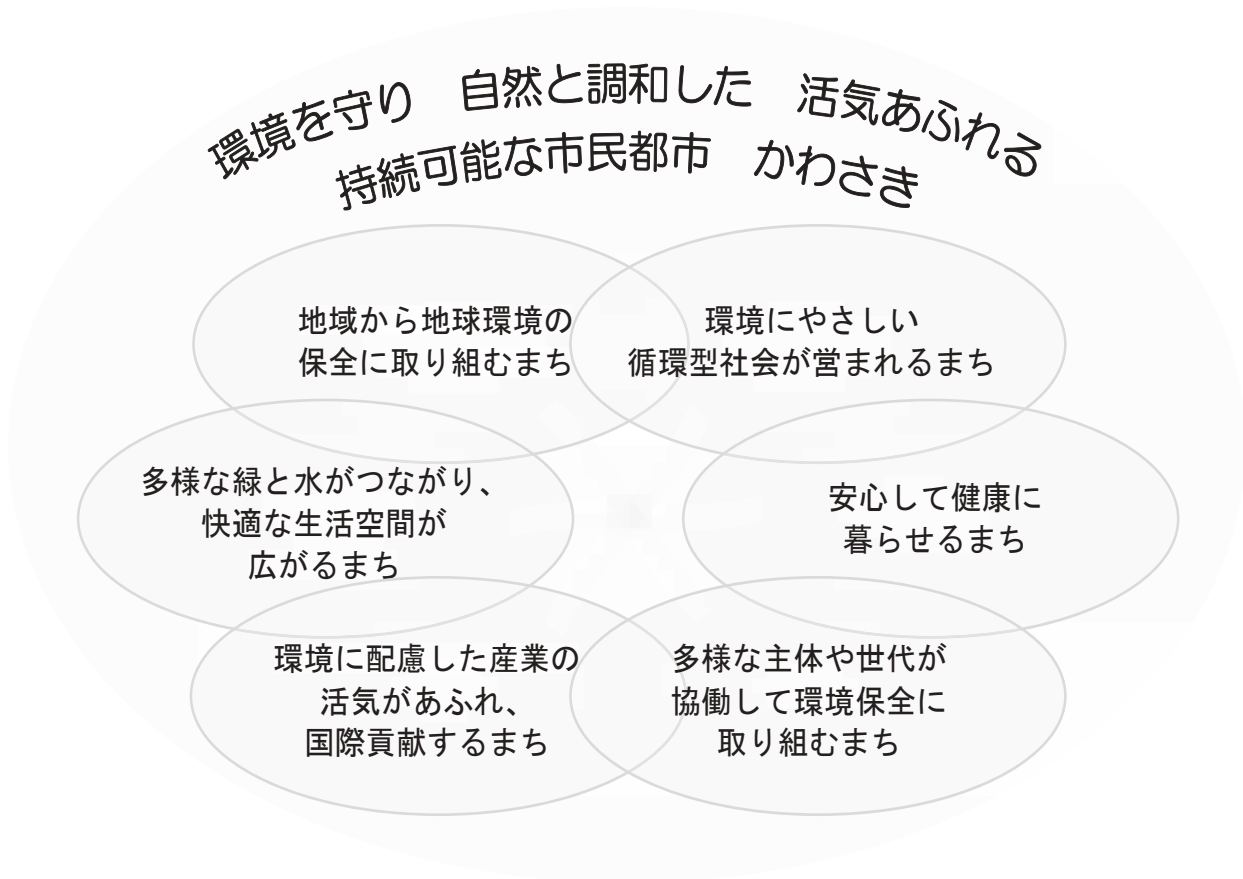 環境を守り　自然と調和した　活気あふれる
持続可能な市民都市　かわさき
地域から地球環境の
保全に取り組むまち
環境にやさしい
循環型社会が営まれるまち
多様な緑と水がつながり、
快適な生活空間が
広がるまち
安心して健康に
暮らせるまち
環境に配慮した産業の
活気があふれ、
国際貢献するまち
多様な主体や世代が
協働して環境保全に
取り組むまち